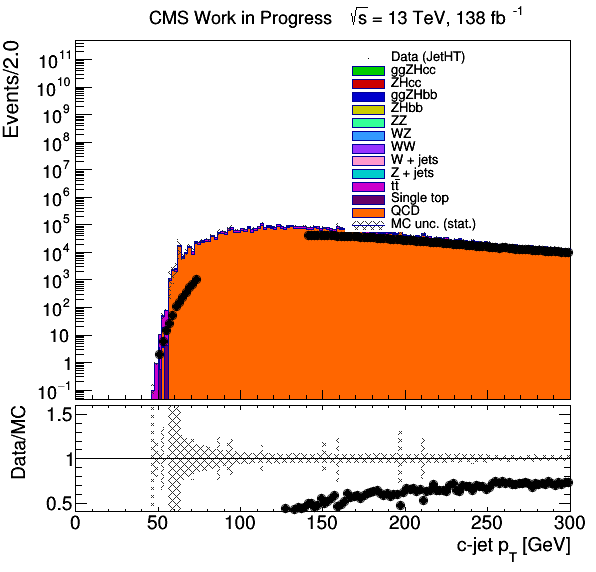 CMS Work in Progress √s = 13 TeV, 138 fb⁻¹
Events/2.0
10¹¹
10¹⁰
10⁹
10⁸
10⁷
10⁶
10⁵
10⁴
10³
10²
10
1
10⁻¹
Data (JetHT)
ggZHcc
ZHcc
ggZHbb
ZHbb
ZZ
WZ
WW
W + jets
Z + jets
tt̄
Single top
QCD
MC unc. (stat.)
Data/MC
1.5
1
0.5
0 50 100 150 200 250 300
c-jet p_T [GeV]